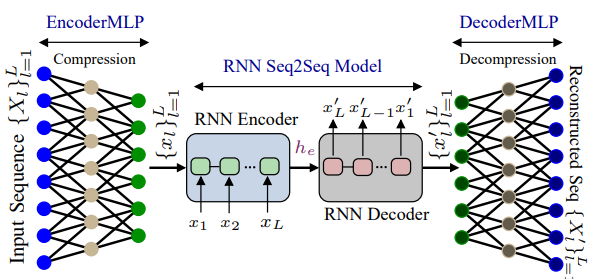 EncoderMLP
Compression
Input Sequence {X_l}_{l=1}^L
{x_l}_{l=1}^L
RNN Seq2Seq Model
RNN Encoder
x_1 x_2 x_L
...
h_e
x'_L x'_{L-1} x'_1
...
RNN Decoder
{x'_l}_{l=1}^L
DecoderMLP
Decompression
Reconstructed Seq {X'_l}_{l=1}^L